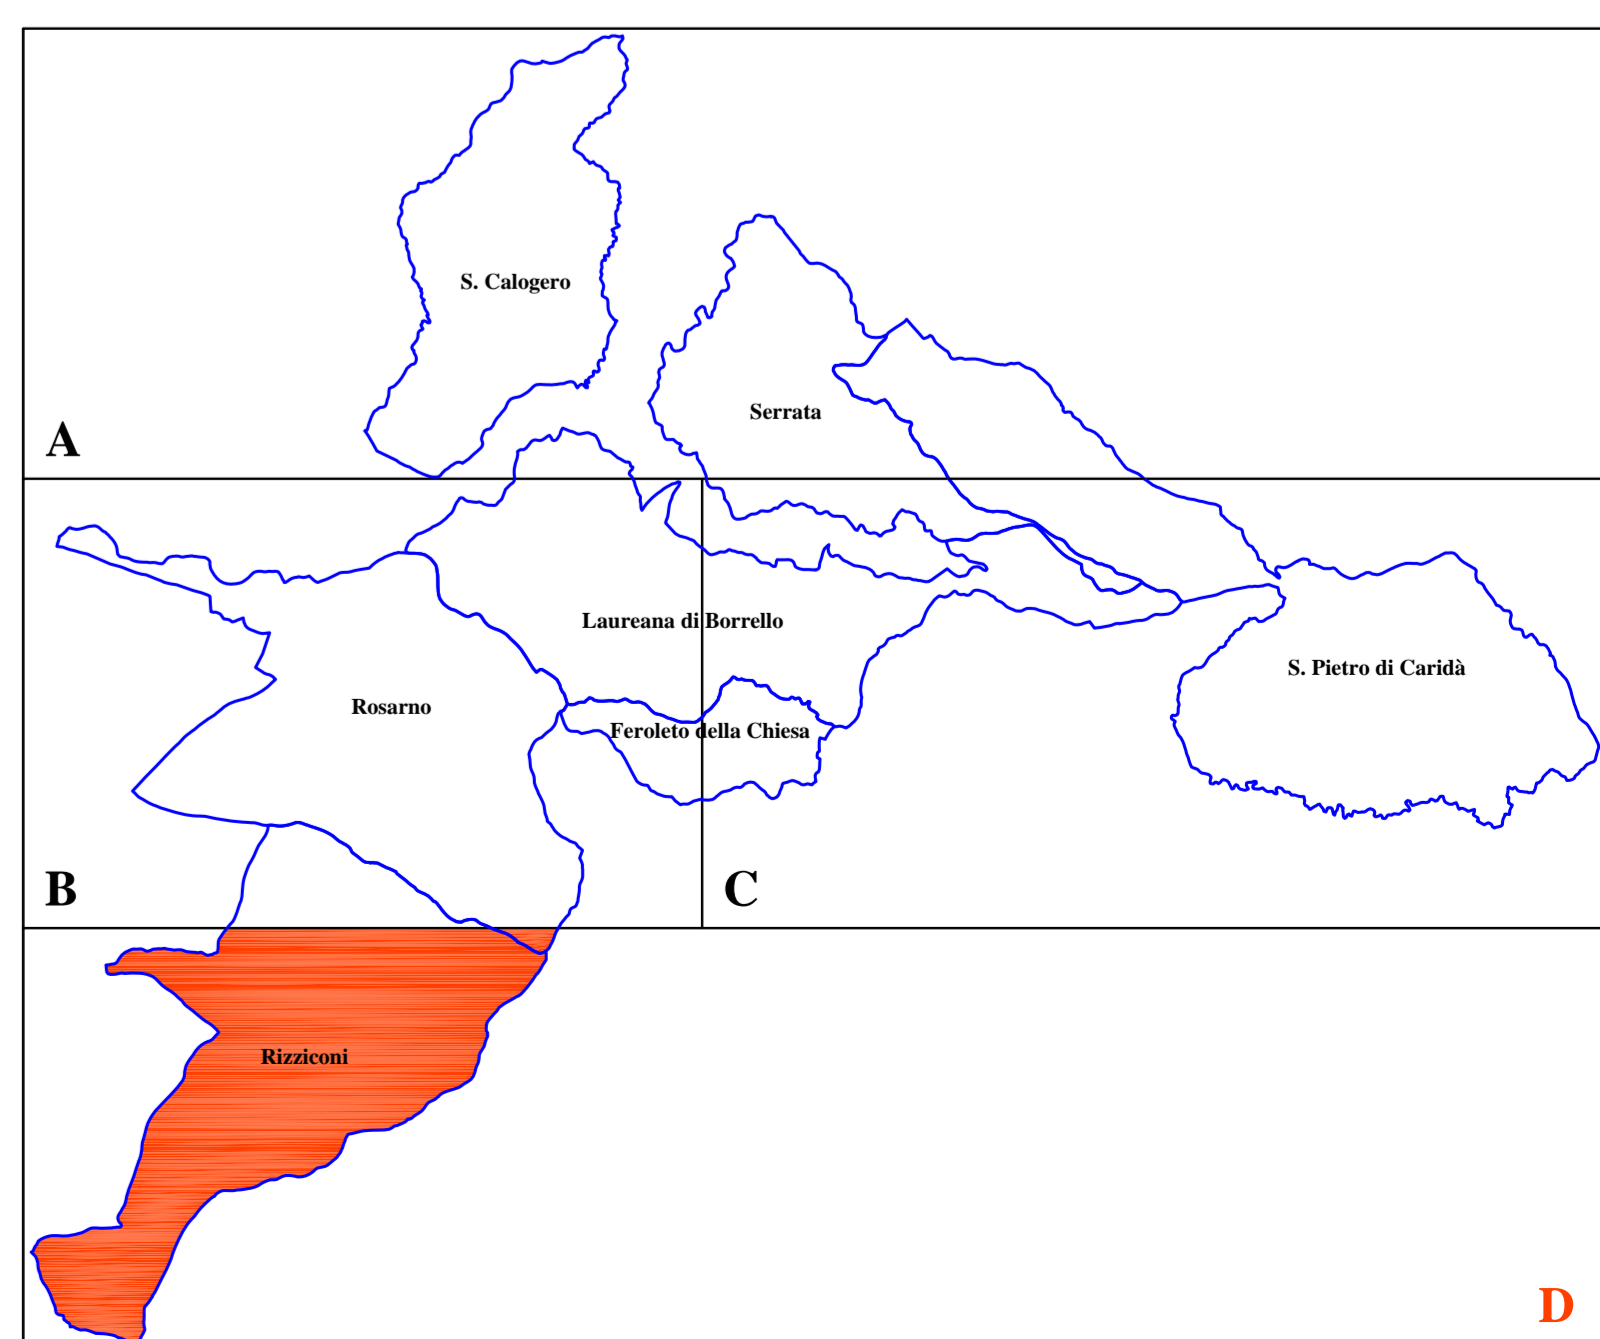 S. Calogero
Serrata
A
Laureana di Borrello
S. Pietro di Caridà
Rosarno
Feroleto della Chiesa
B
C
Rizziconi
D